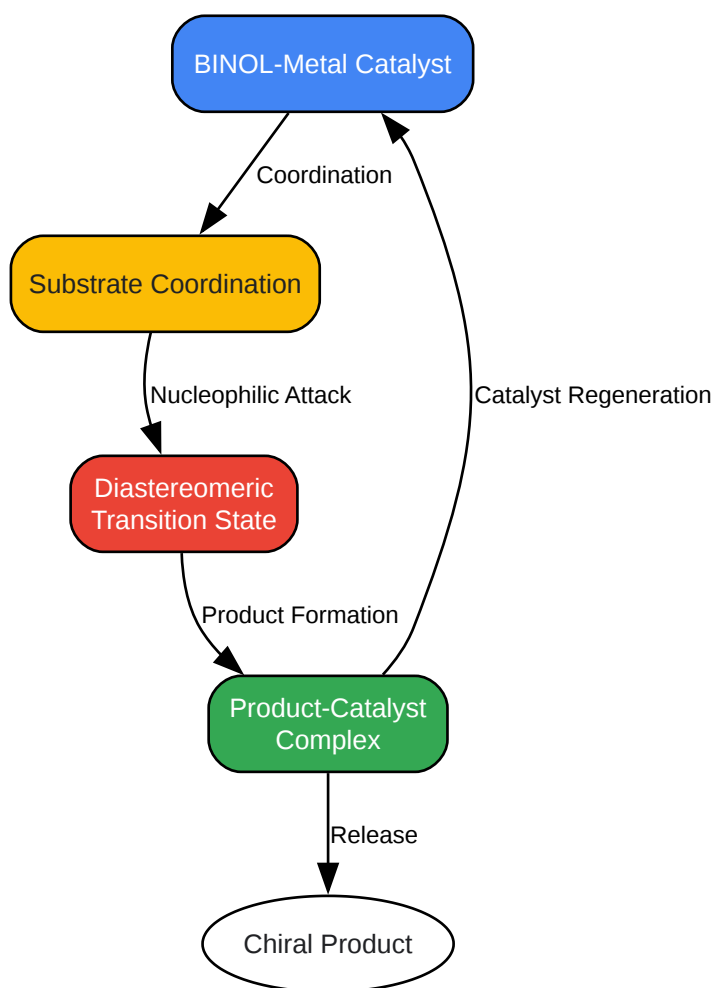 BINOL-Metal Catalyst
Coordination
Substrate Coordination
Nucleophilic Attack
Catalyst Regeneration
Diastereomeric
Transition State
Product Formation
Product-Catalyst
Complex
Release
Chiral Product